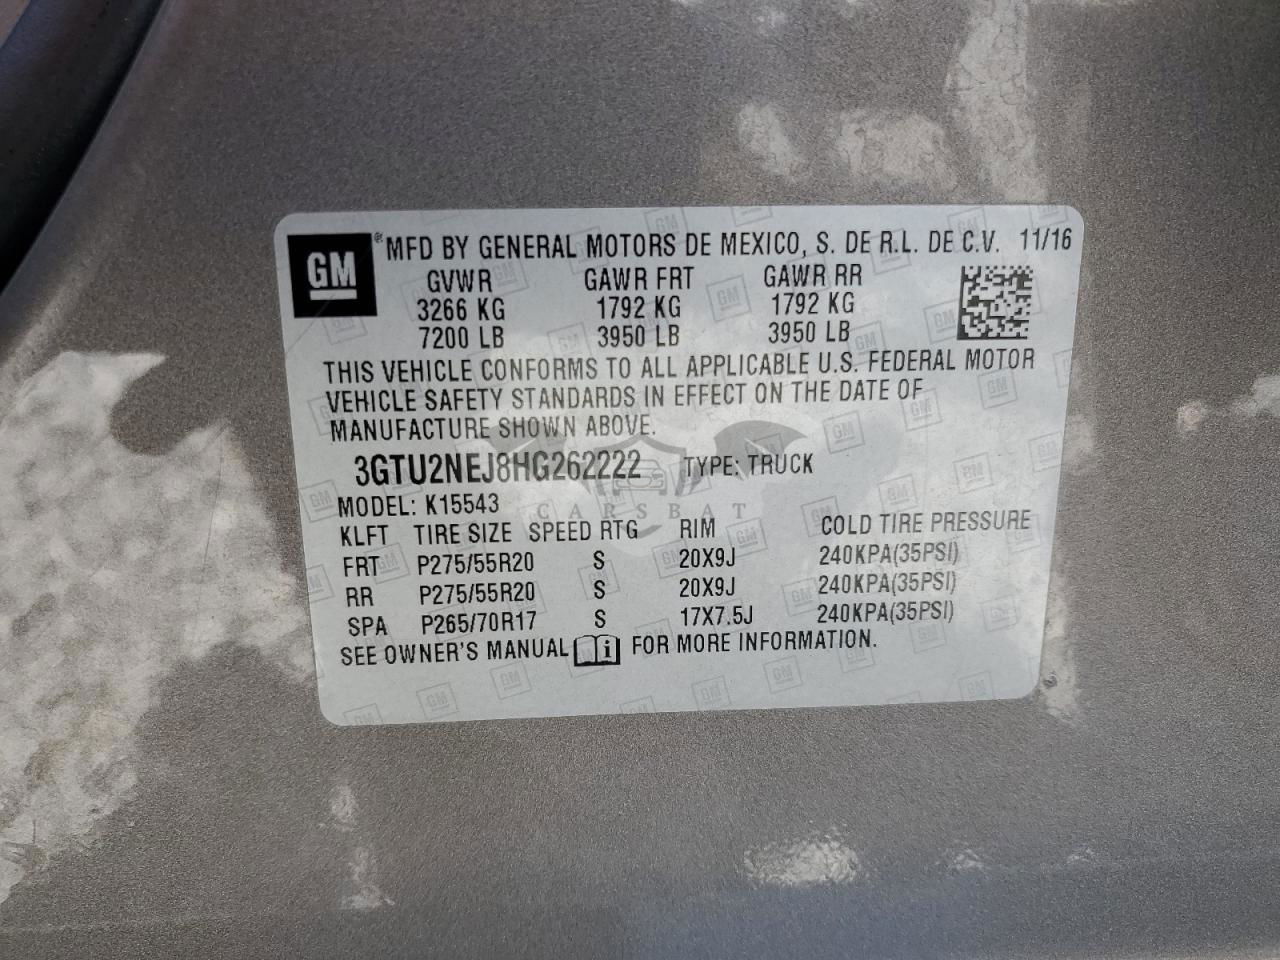 GM ® MFD BY GENERAL MOTORS DE MEXICO, S. DE R.L. DE C.V. 11/16
GVWR GAWR FRT GAWR RR
3266 KG 1792 KG 1792 KG
7200 LB 3950 LB 3950 LB
THIS VEHICLE CONFORMS TO ALL APPLICABLE U.S. FEDERAL MOTOR
VEHICLE SAFETY STANDARDS IN EFFECT ON THE DATE OF
MANUFACTURE SHOWN ABOVE.
3GTU2NEJ8HG262222 TYPE: TRUCK
MODEL: K15543
CARSBAT
KLFT TIRE SIZE SPEED RTG RIM COLD TIRE PRESSURE
FRT P275/55R20 S 20X9J 240KPA(35PSI)
RR P275/55R20 S 20X9J 240KPA(35PSI)
SPA P265/70R17 S 17X7.5J 240KPA(35PSI)
SEE OWNER'S MANUAL i FOR MORE INFORMATION.